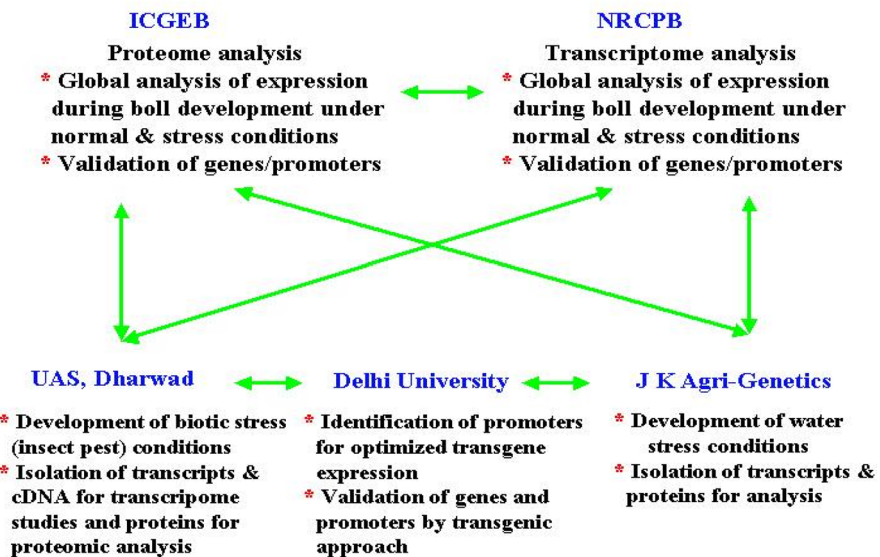 ICGEB
Proteome analysis
* Global analysis of expression
during boll development under
normal & stress conditions
* Validation of genes/promoters
NRCPB
Transcriptome analysis
* Global analysis of expression
during boll development under
normal & stress conditions
* Validation of genes/promoters
UAS, Dharwad
* Development of biotic stress
(insect pest) conditions
* Isolation of transcripts &
cDNA for transcripome
studies and proteins for
proteomic analysis
Delhi University
* Identification of promoters
for optimized transgene
expression
* Validation of genes and
promoters by transgenic
approach
J K Agri-Genetics
* Development of water
stress conditions
* Isolation of transcripts &
proteins for analysis